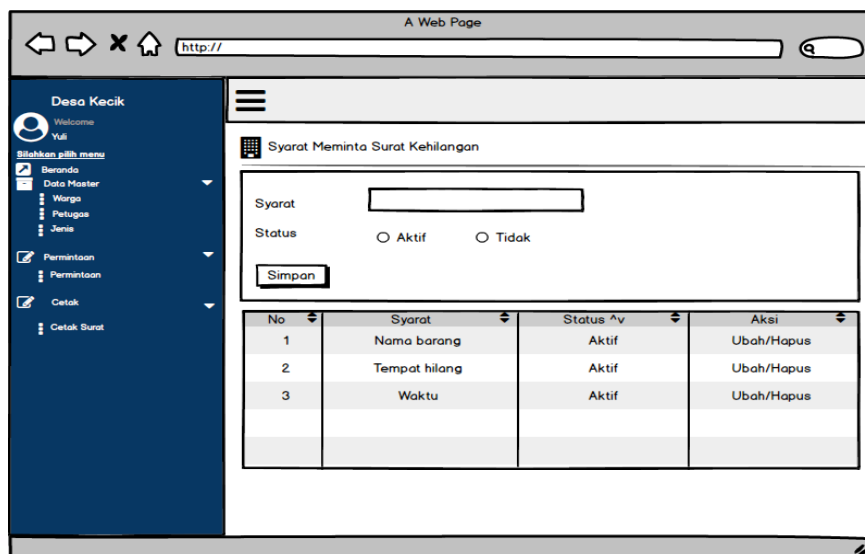 A Web Page
http://
Desa Kecik
Welcome
Yuli
Silahkan pilih menu
Beranda
Data Master
Warga
Petugas
Jenis
Permintaan
Permintaan
Cetak
Cetak Surat
Syarat Meminta Surat Kehilangan
Syarat
Status Aktif Tidak
Simpan
No Syarat Status ^v Aksi
1 Nama barang Aktif Ubah/Hapus
2 Tempat hilang Aktif Ubah/Hapus
3 Waktu Aktif Ubah/Hapus